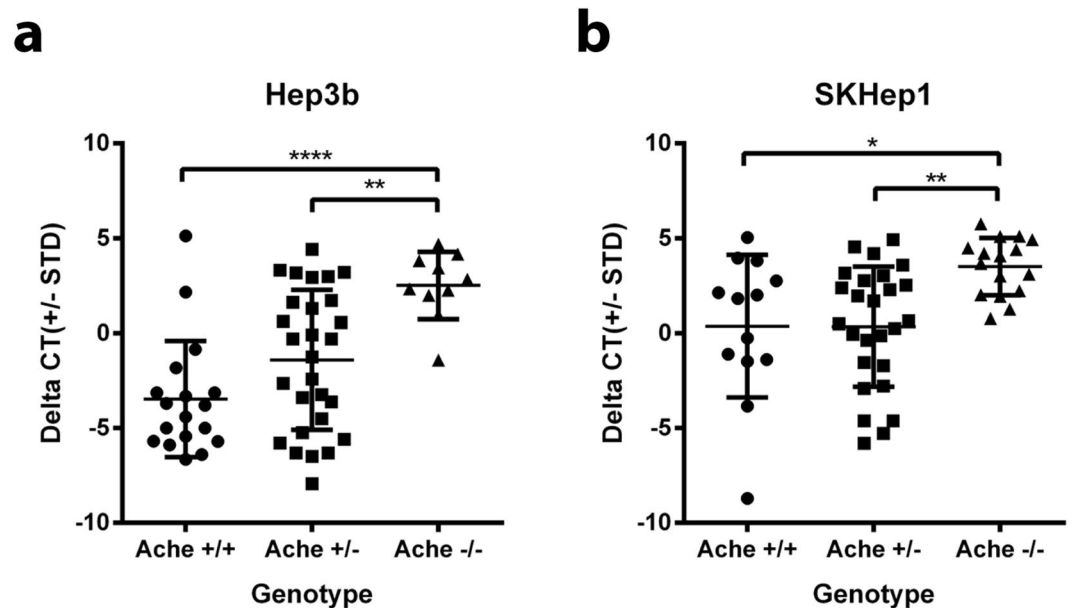 a
Hep3b
10
5
0
-5
-10
Delta CT(+/- STD)
****
**
Ache +/+ Ache +/- Ache -/-
Genotype
b
SKHep1
10
5
0
-5
-10
Delta CT(+/- STD)
*
**
Ache +/+ Ache +/- Ache -/-
Genotype